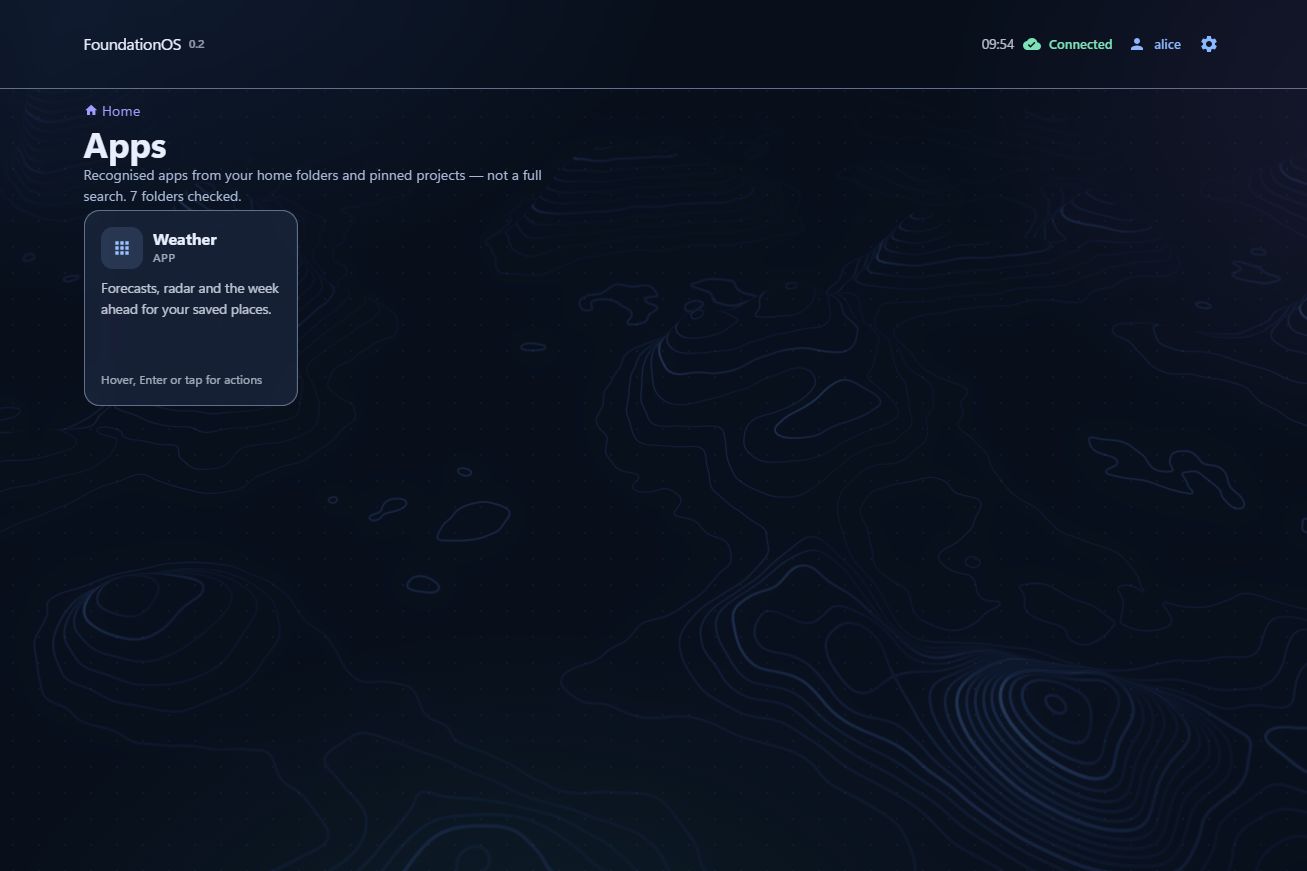 FoundationOS 0.2
09:54 Connected alice
Home
Apps
Recognised apps from your home folders and pinned projects — not a full
search. 7 folders checked.
Weather
APP
Forecasts, radar and the week
ahead for your saved places.
Hover, Enter or tap for actions